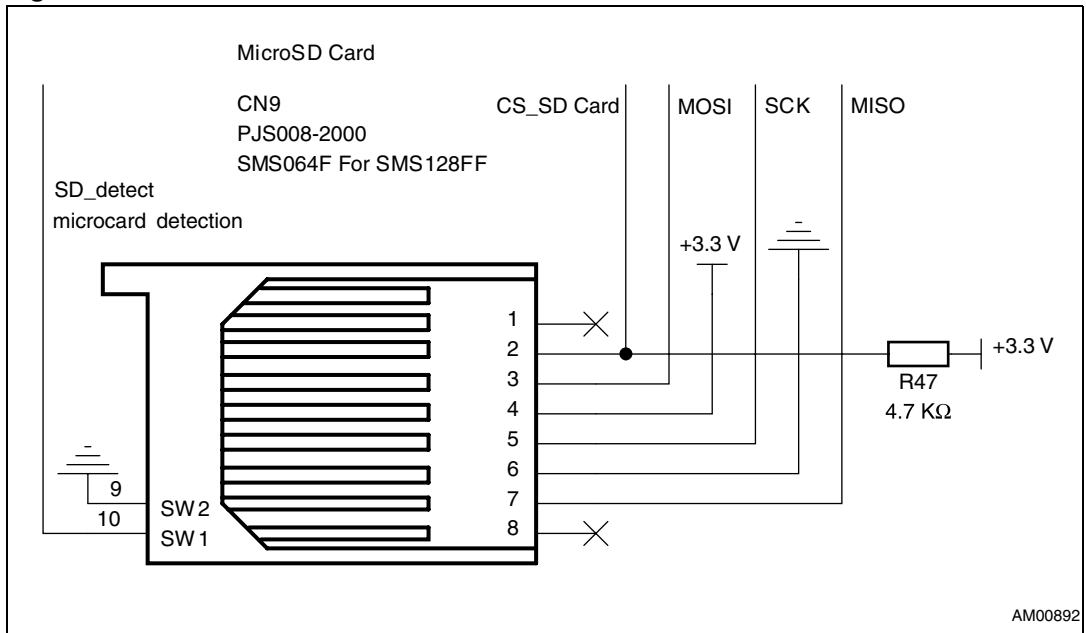 MicroSD Card
CN9
PJS008-2000
SMS064F For SMS128FF
CS_SD Card
MOSI
SCK
MISO
SD_detect
microcard detection
+3.3 V
1
2
3
4
5
6
7
8
+3.3 V
R47
4.7 KΩ
9
SW2
10
SW1
AM00892